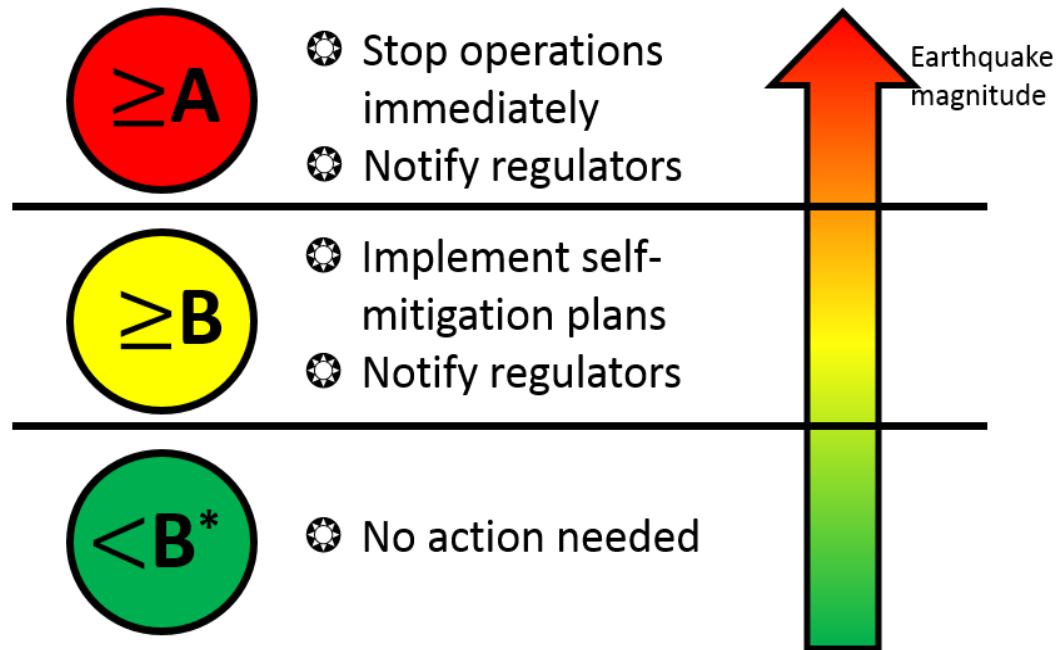 ≥A
Stop operations
immediately
Notify regulators
Earthquake
magnitude
≥B
Implement self-
mitigation plans
Notify regulators
<B*
No action needed